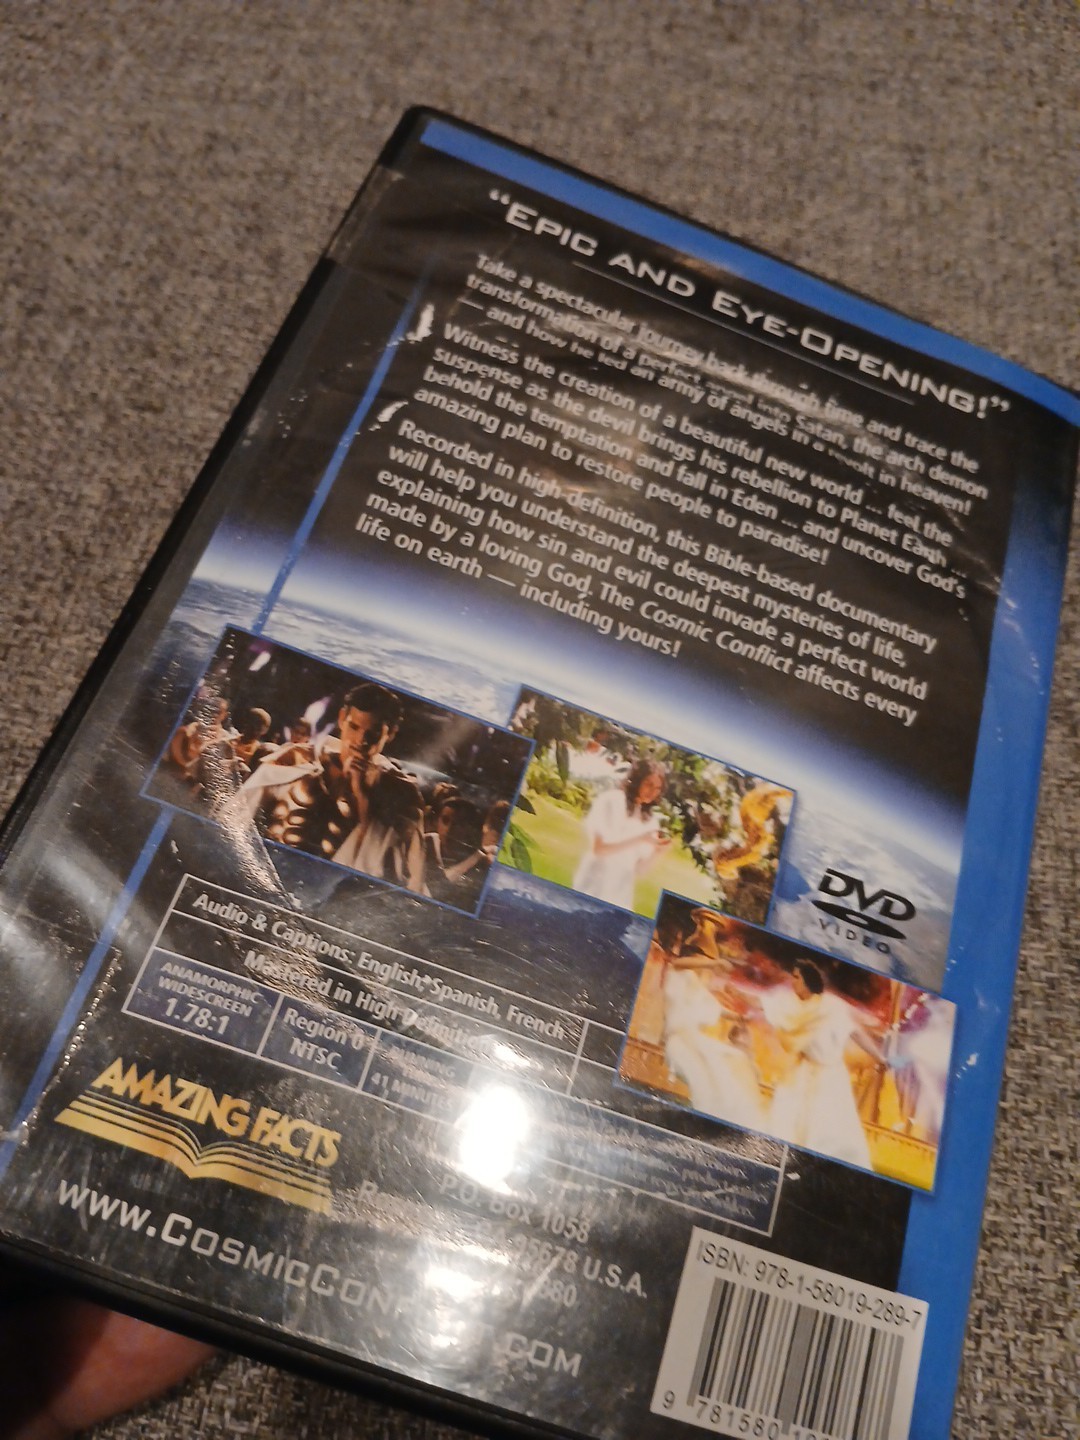 “Epic and Eye-Opening!”
Take a spectacular journey back through time and trace the
transformation of a perfect into Satan, the arch demon
— and how he led an army of angels in a revolt in heaven!
Witness the creation of a beautiful new world ... feel the
suspense as the devil brings his rebellion to Planet Earth ...
behold the temptation and fall in Eden ... and uncover God's
amazing plan to restore people to paradise!
Recorded in high-definition, this Bible-based documentary
will help you understand the deepest mysteries of life,
explaining how sin and evil could invade a perfect world
made by a loving God. The Cosmic Conflict affects every
life on earth — including yours!
DVD
VIDEO
Audio & Captions: English, Spanish, French
Mastered in High Definition
ANAMORPHIC
WIDESCREEN
1.78:1
Region 0
NTSC
RUNNING
41 MINUTES
AMAZING FACTS
P.O. Box 1058
95678 U.S.A.
www.CosmicCon
.com
ISBN: 978-1-58019-289-7
9 781580